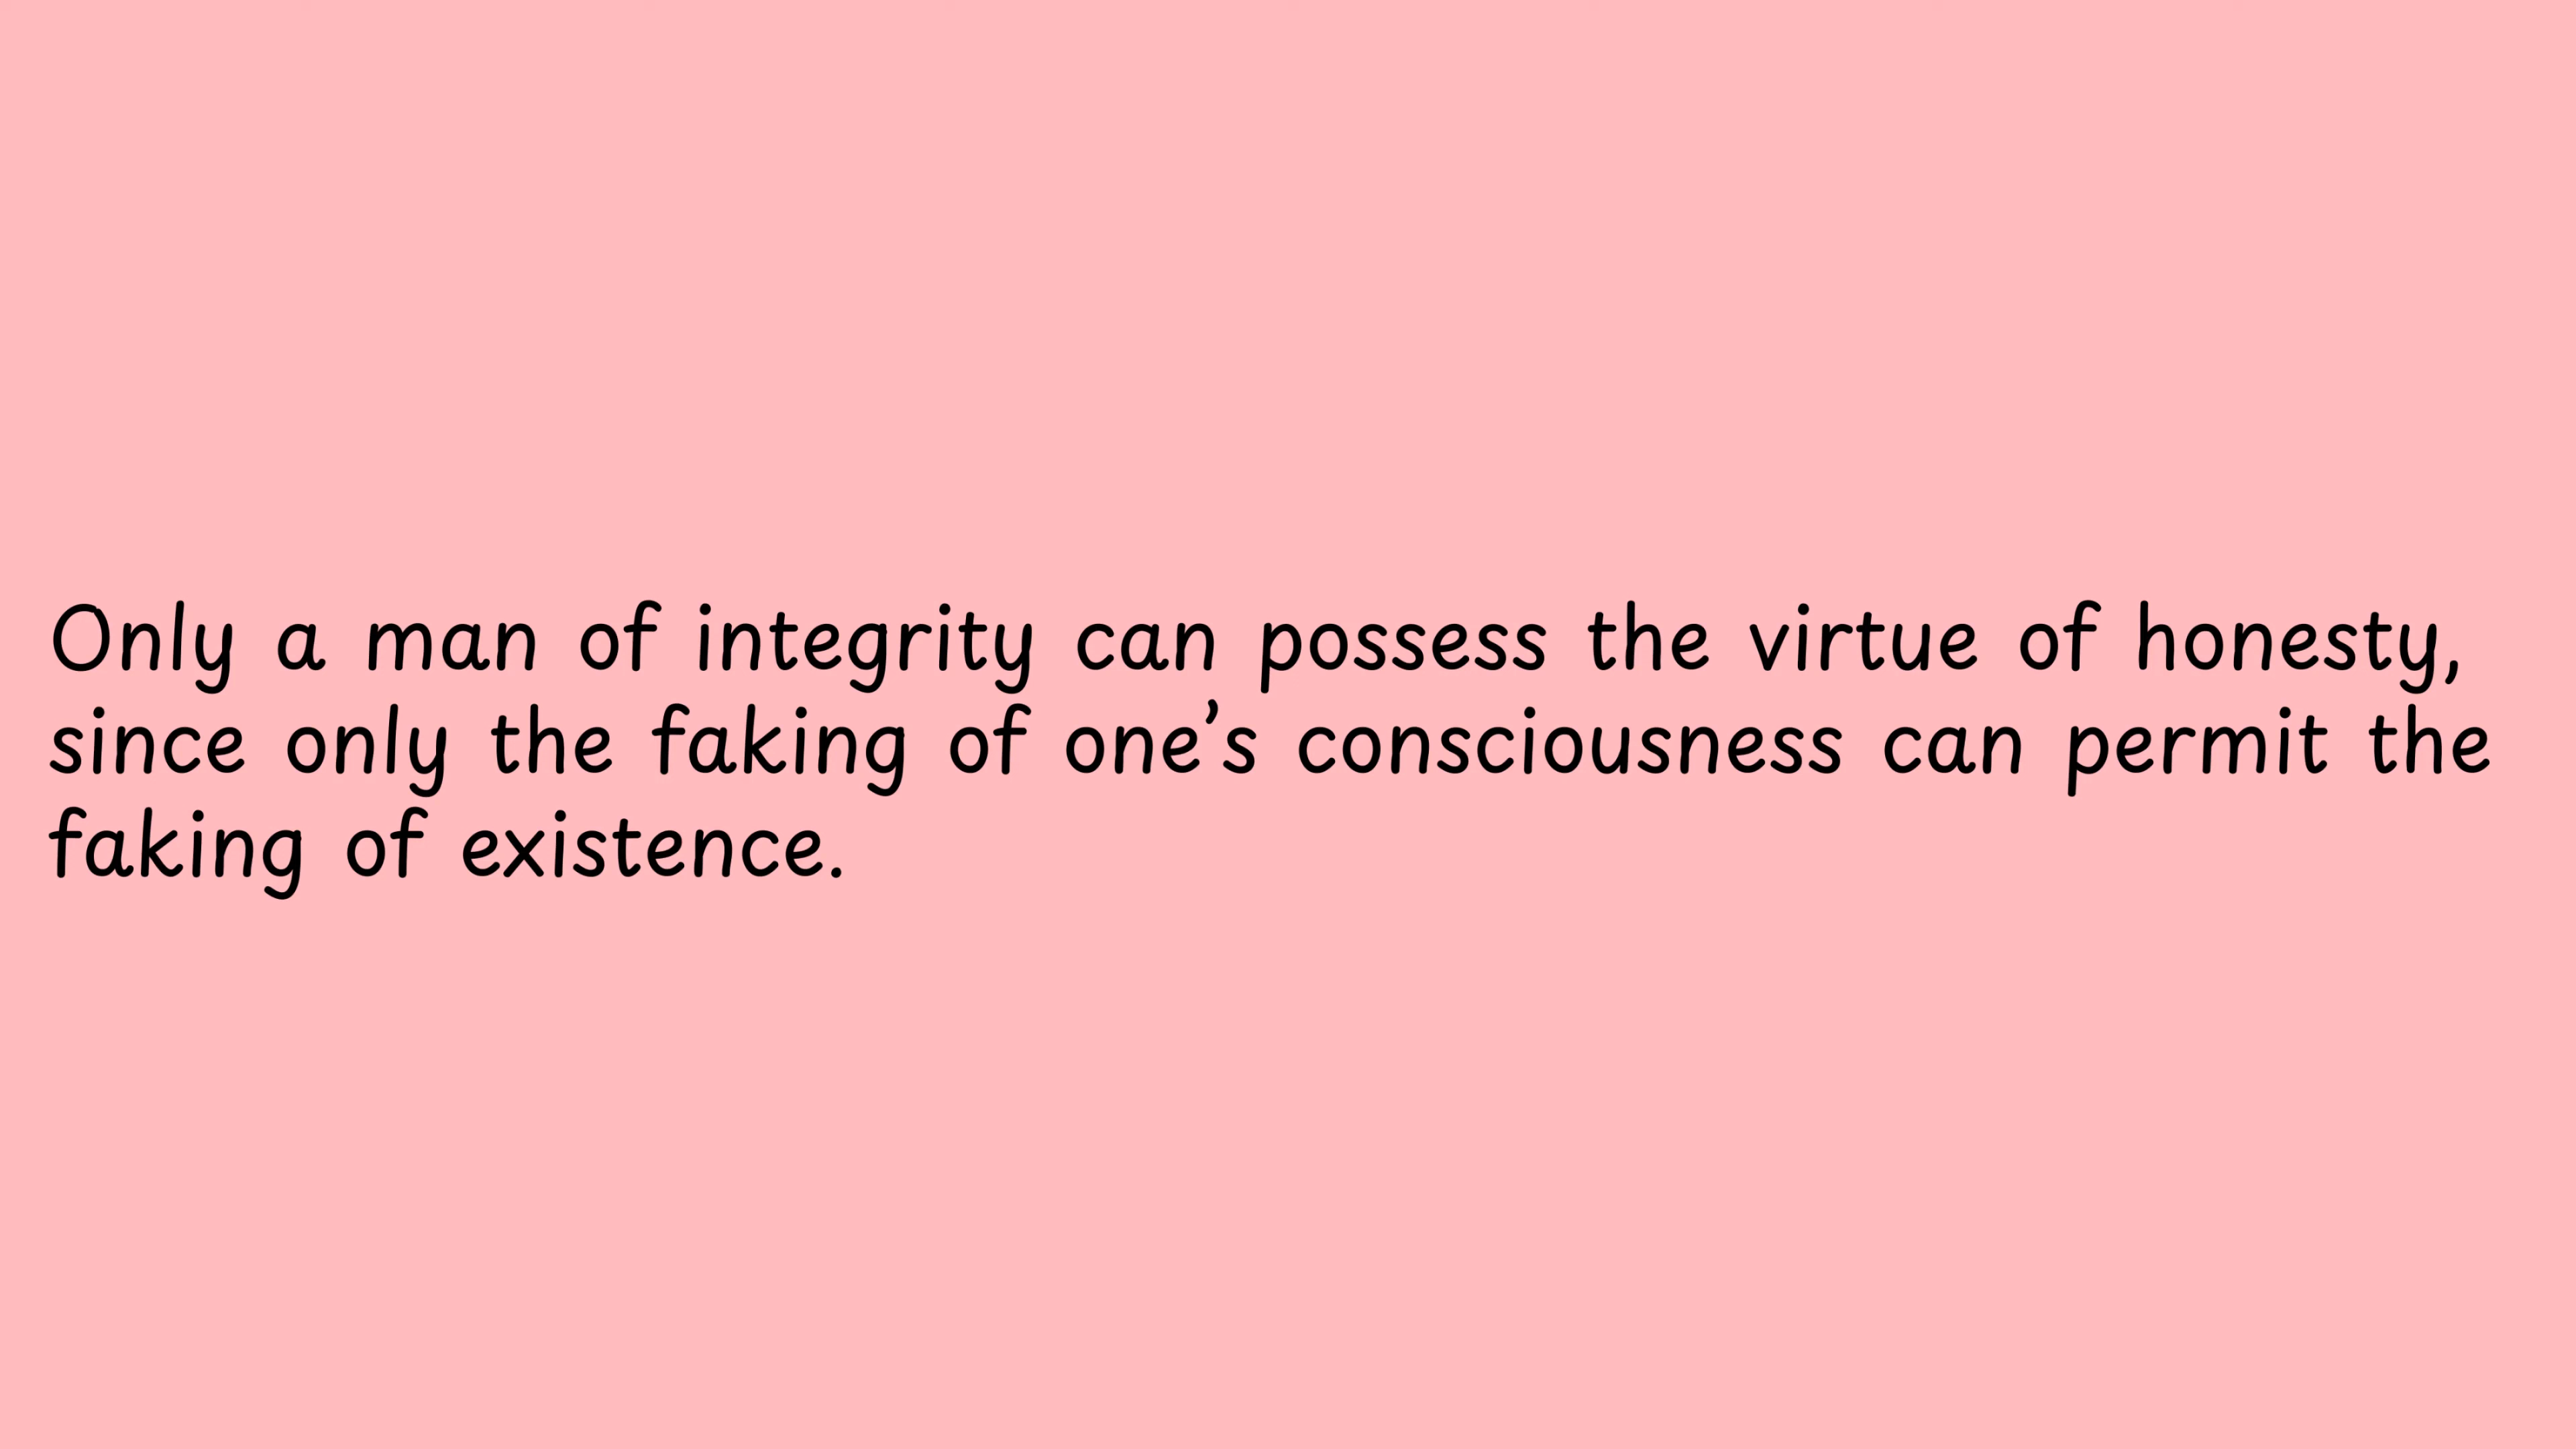 Only a man of integrity can possess the virtue of honesty,
since only the faking of one’s consciousness can permit the
faking of existence.